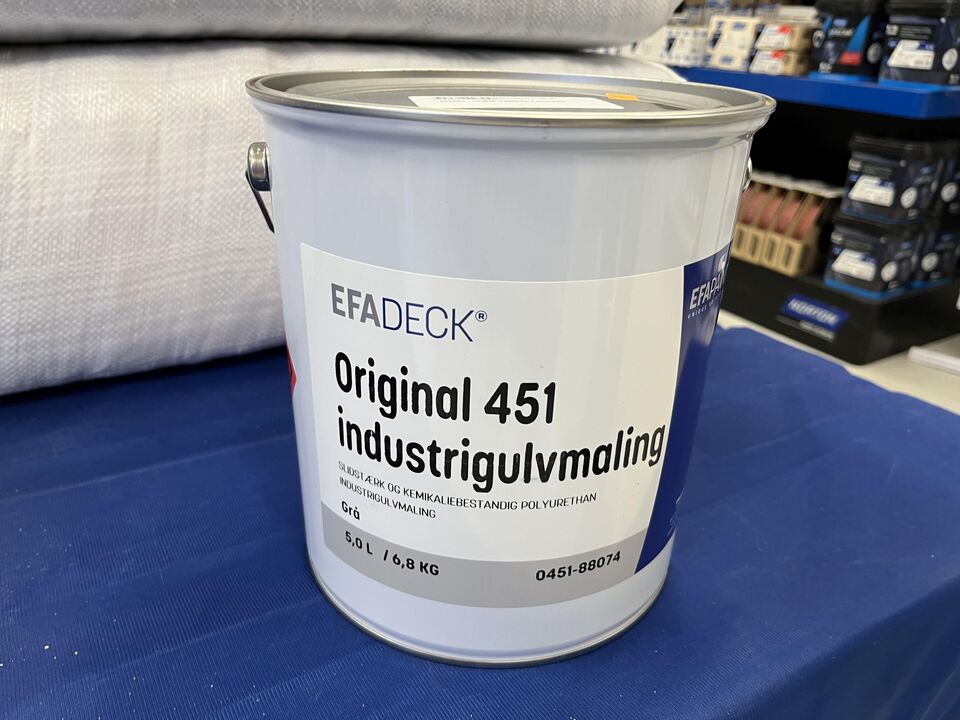 EFADECK®
Original 451
industrigulvmaling
SLIDSTÆRK OG KEMIKALIEBESTANDIG POLYURETHAN
INDUSTRIGULVMALING
Grå
5,0 L / 6,8 KG
0451-88074
NORTON